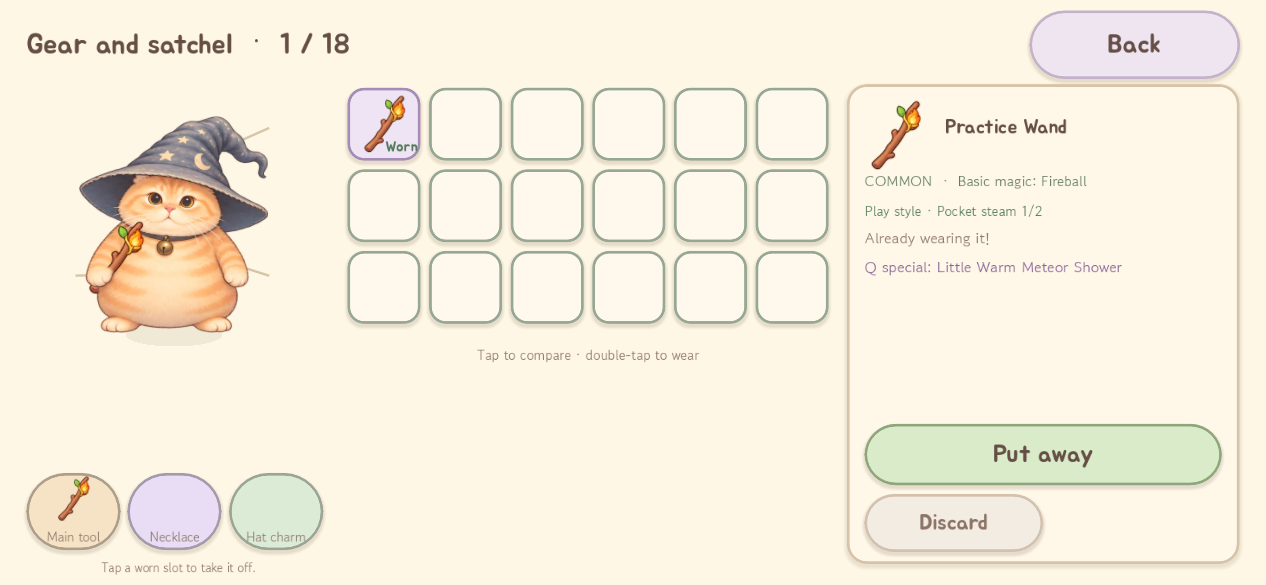 Gear and satchel · 1 / 18
Back
Worn
Practice Wand
COMMON · Basic magic: Fireball
Play style · Pocket steam 1/2
Already wearing it!
Q special: Little Warm Meteor Shower
Tap to compare · double-tap to wear
Put away
Discard
Main tool
Necklace
Hat charm
Tap a worn slot to take it off.